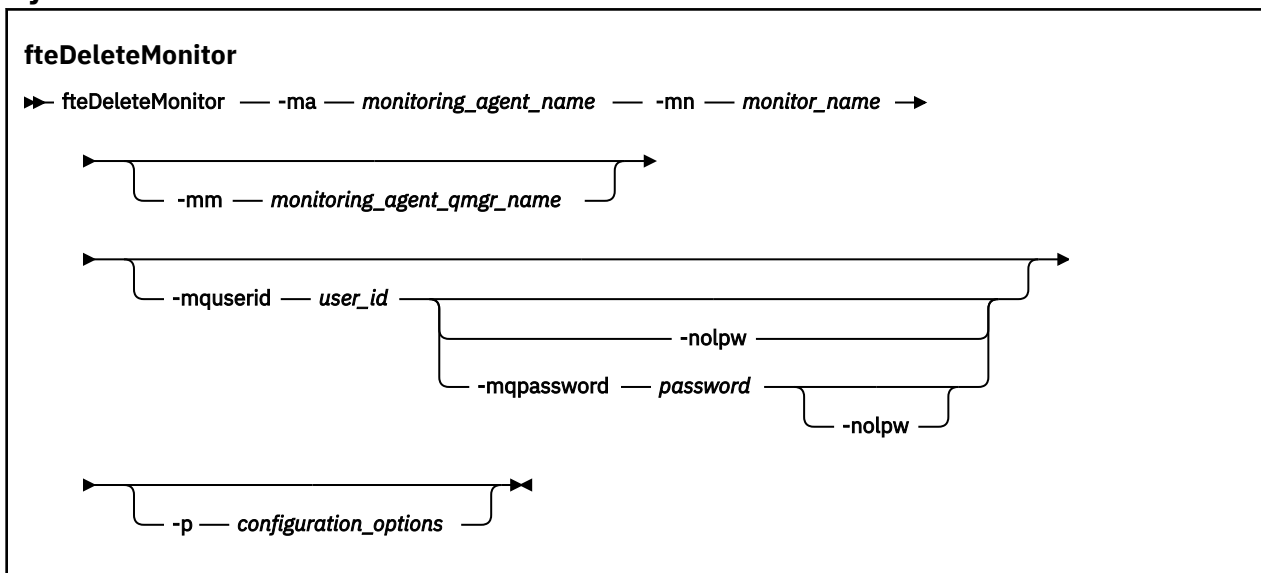 fteDeleteMonitor
fteDeleteMonitor -ma monitoring_agent_name -mn monitor_name
-mm monitoring_agent_qmgr_name
-mquserid user_id
-nolpw
-mqpassword password
-nolpw
-p configuration_options